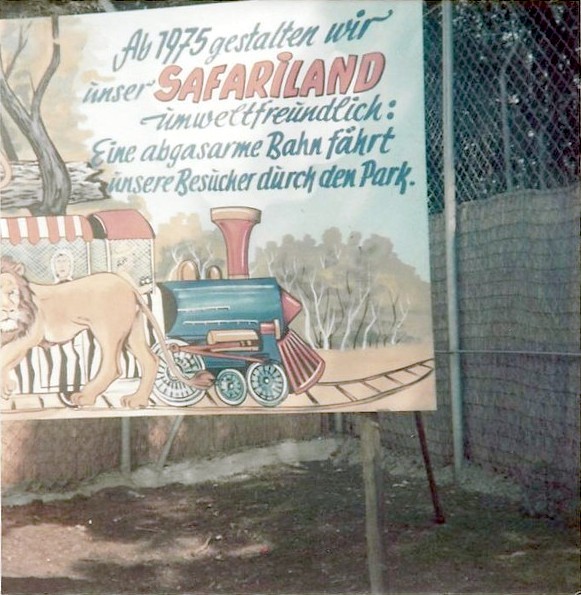 Ab 1975 gestalten wir
unser SAFARILAND
umweltfreundlich:
Eine abgasarme Bahn fährt
unsere Besucher durch den Park.